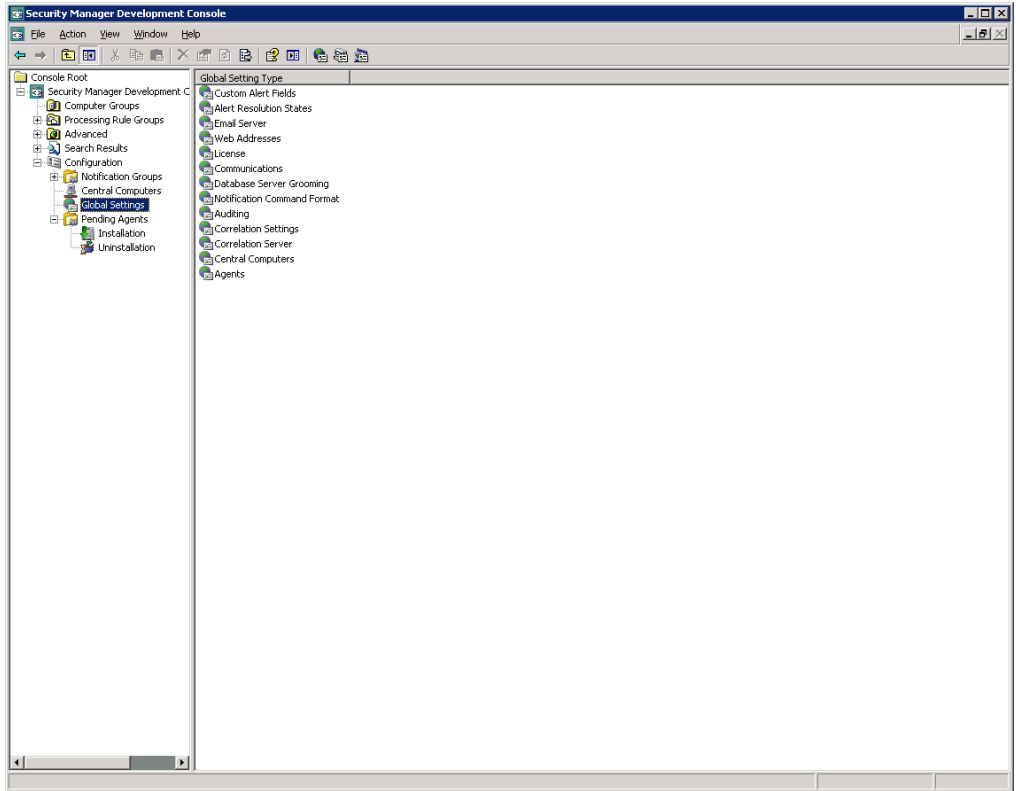 Security Manager Development Console
File Action View Window Help
Console Root
Security Manager Development C
Computer Groups
Processing Rule Groups
Advanced
Search Results
Configuration
Notification Groups
Central Computers
Global Settings
Pending Agents
Installation
Uninstallation
Global Setting Type
Custom Alert Fields
Alert Resolution States
Email Server
Web Addresses
License
Communications
Database Server Grooming
Notification Command Format
Auditing
Correlation Settings
Correlation Server
Central Computers
Agents